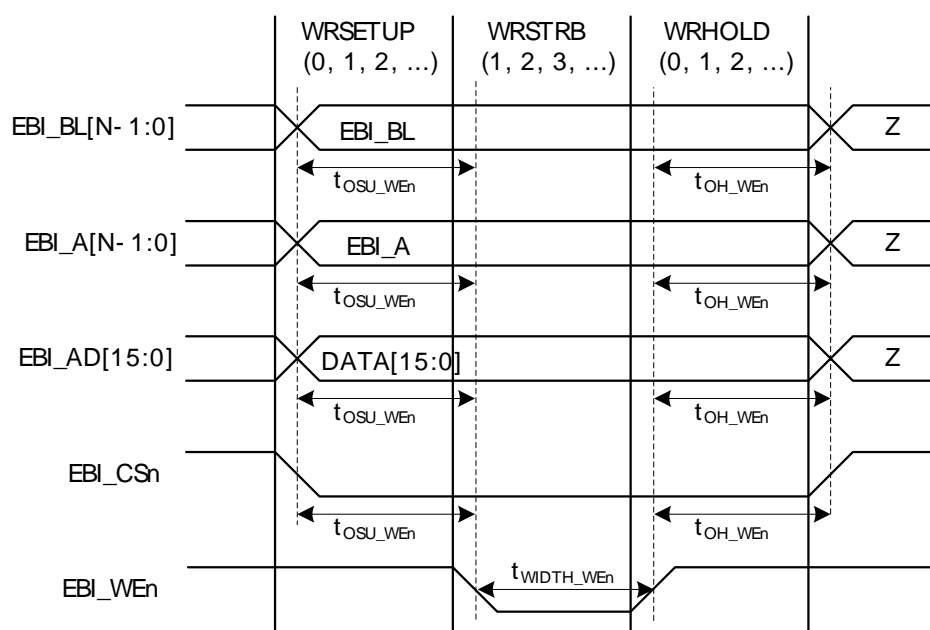 WRSETUP WRSTRB WRHOLD
(0, 1, 2, ...) (1, 2, 3, ...) (0, 1, 2, ...)
EBI_BL[N- 1:0] EBI_BL Z
tOSU_WEn tOH_WEn
EBI_A[N- 1:0] EBI_A Z
tOSU_WEn tOH_WEn
EBI_AD[15:0] DATA[15:0] Z
tOSU_WEn tOH_WEn
EBI_CSn
tOSU_WEn tOH_WEn
tWIDTH_WEn
EBI_WEn